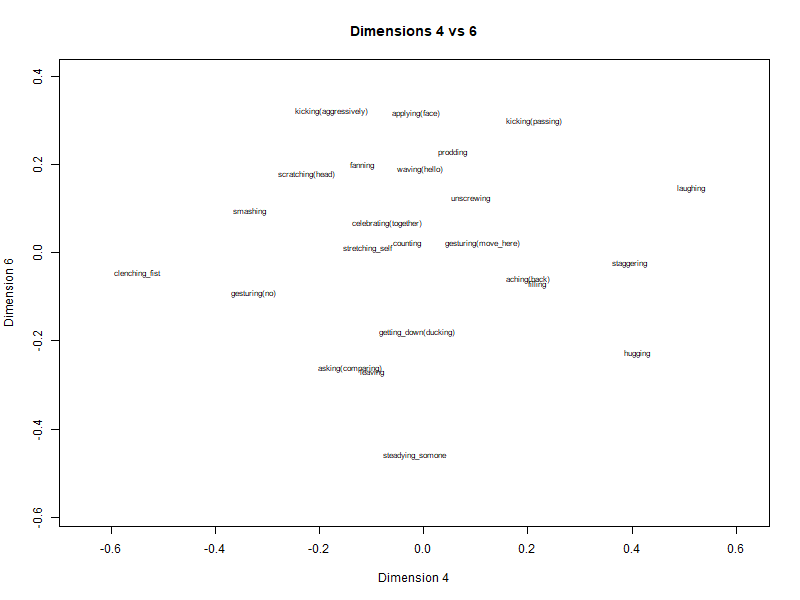 Dimensions 4 vs 6
Dimension 6
0.4
0.2
0.0
-0.2
-0.4
-0.6
kicking(aggressively)
applying(face)
kicking(passing)
prodding
fanning
waving(hello)
scratching(head)
laughing
unscrewing
smashing
celebrating(together)
counting
gesturing(move_here)
stretching_self
staggering
clenching_fist
aching(back)
filling
gesturing(no)
getting_down(ducking)
hugging
asking(comparing)
leaving
steadying_somone
-0.6
-0.4
-0.2
0.0
0.2
0.4
0.6
Dimension 4